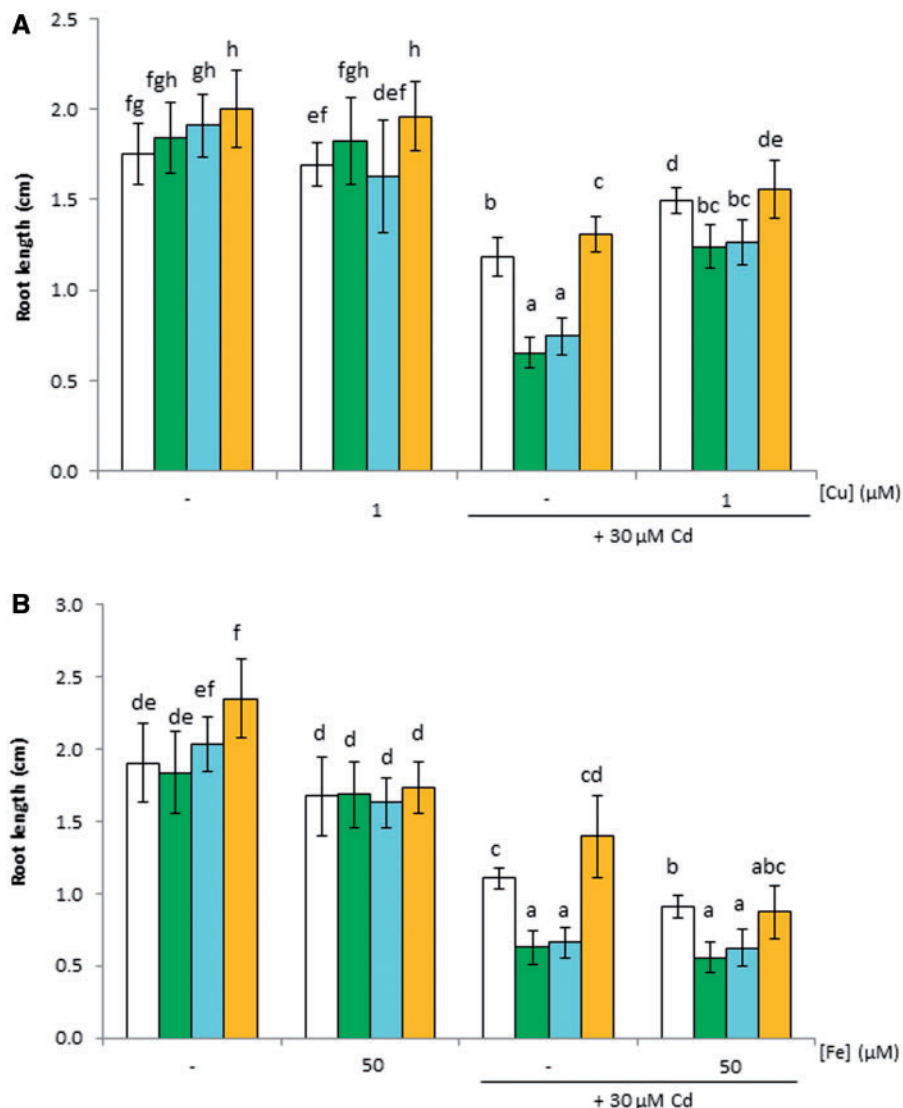 A
2.5
2.0
1.5
1.0
0.5
0.0
Root length (cm)
fg fgh gh h
ef fgh def h
b a a c
d bc bc de
- 1 - 1 [Cu] (µM)
+ 30 µM Cd
B
3.0
2.5
2.0
1.5
1.0
0.5
0.0
Root length (cm)
de de ef f
d d d d
c a a cd
b a a abc
- 50 - 50 [Fe] (µM)
+ 30 µM Cd